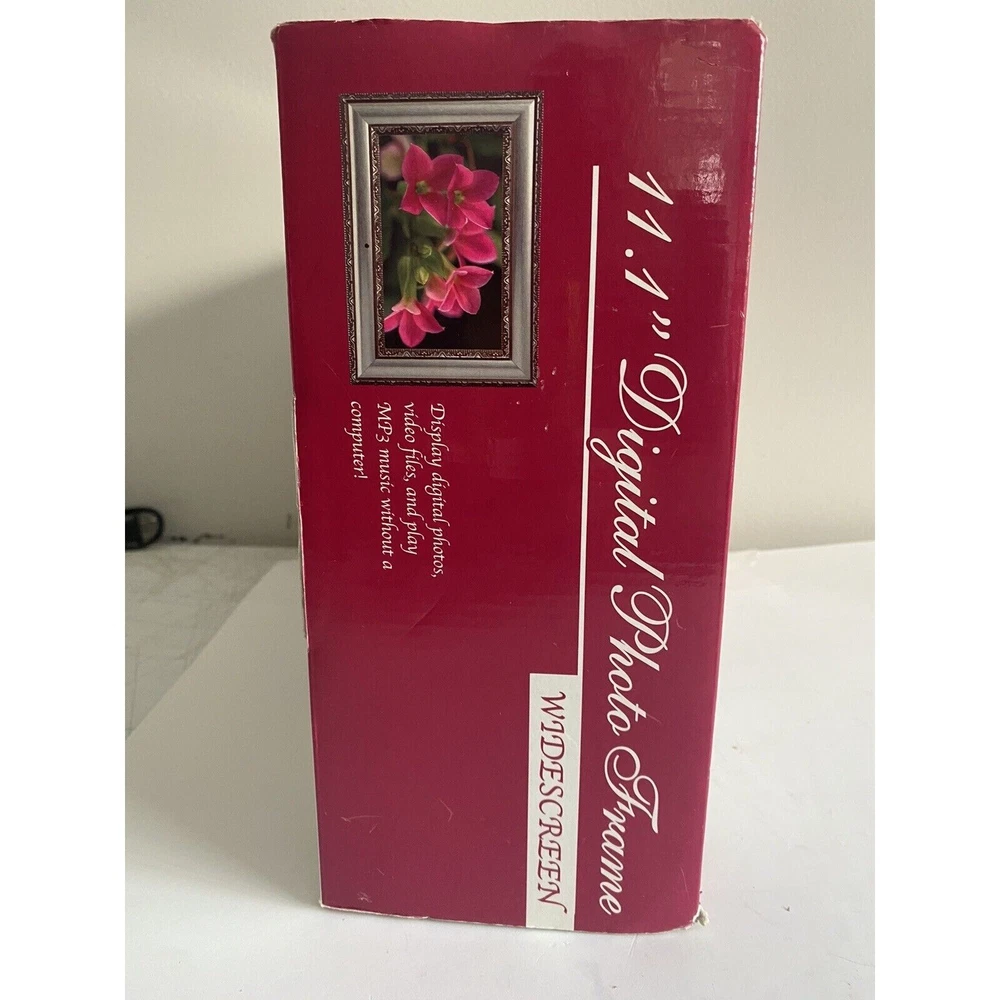 11.1" Digital Photo Frame
WIDESCREEN
Display digital photos,
video files, and play
MP3 music without a
computer!